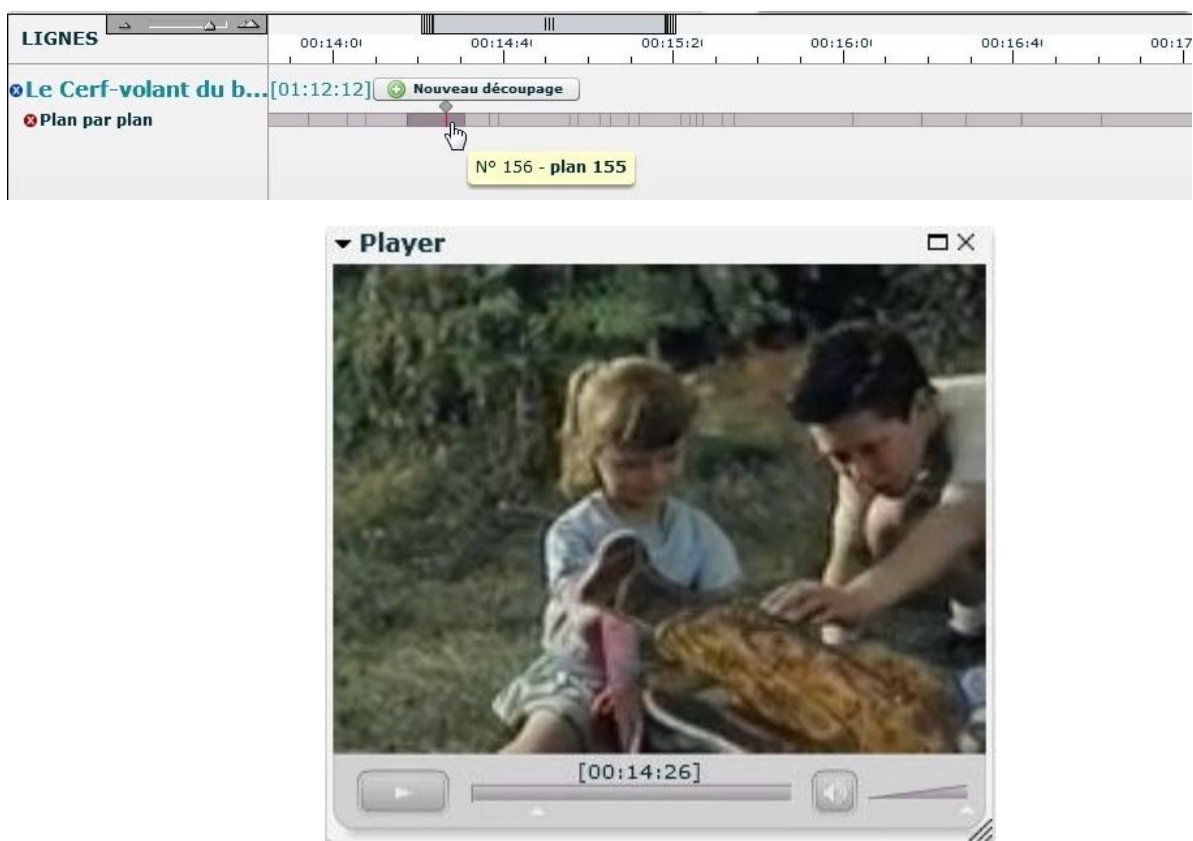 LIGNES
00:14:0
00:14:4
00:15:2
00:16:0
00:16:4
00:17
Le Cerf-volant du b...
[01:12:12]
Nouveau découpage
Plan par plan
N° 156 - plan 155
Player
[00:14:26]